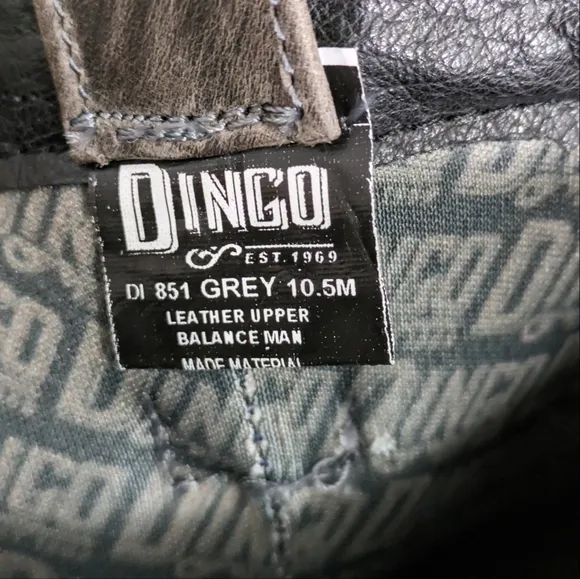 DINGO
EST. 1969
DI 851 GREY 10.5M
LEATHER UPPER
BALANCE MAN
MADE MATERIAL